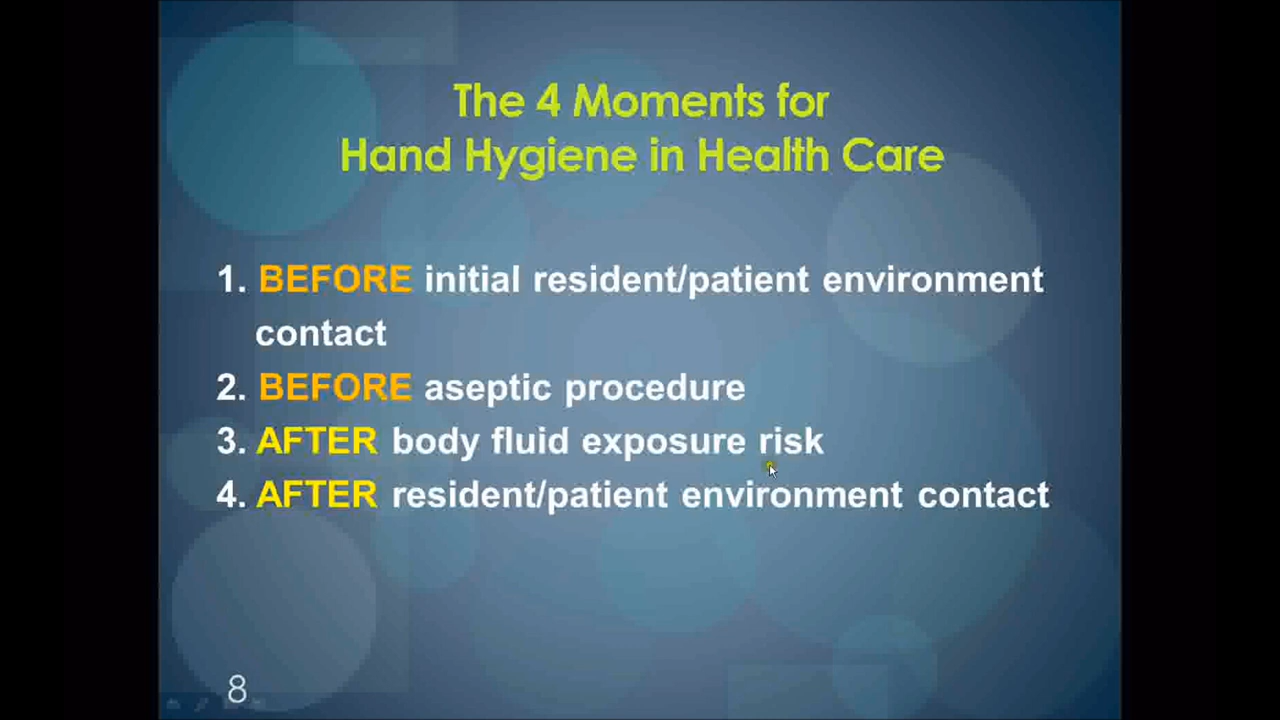 The 4 Moments for
Hand Hygiene in Health Care
1. BEFORE initial resident/patient environment
contact
2. BEFORE aseptic procedure
3. AFTER body fluid exposure risk
4. AFTER resident/patient environment contact
8